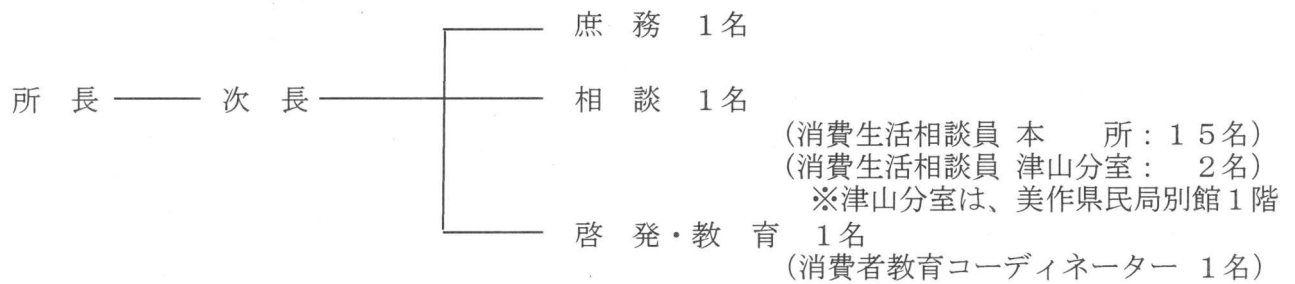 庶　務　１名
所　長 ─── 次　長 ─── 相　談　１名
（消費生活相談員 本　　所：１５名）
（消費生活相談員 津山分室：　２名）
※津山分室は、美作県民局別館１階
啓　発・教　育　１名
（消費者教育コーディネーター １名）